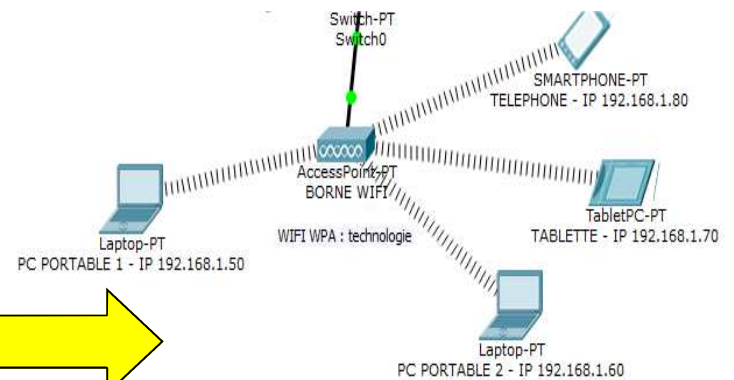 Switch-PT
Switch0
SMARTPHONE-PT
TELEPHONE - IP 192.168.1.80
AccessPoint-PT
BORNE WIFI
Laptop-PT
PC PORTABLE 1 - IP 192.168.1.50
WIFI WPA : technologie
TabletPC-PT
TABLETTE - IP 192.168.1.70
Laptop-PT
PC PORTABLE 2 - IP 192.168.1.60